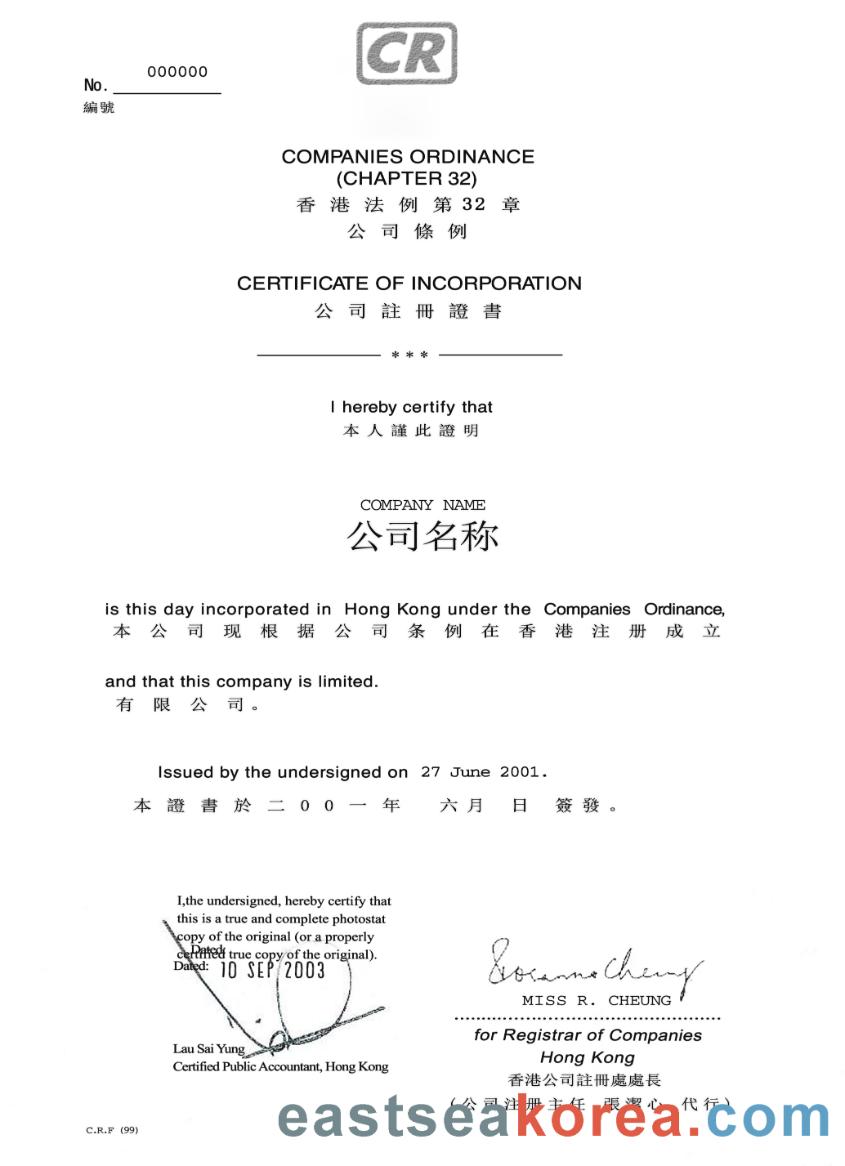 CR
No. 000000
編號
COMPANIES ORDINANCE
(CHAPTER 32)
香港法例第32章
公司條例
CERTIFICATE OF INCORPORATION
公司註冊證書
***
I hereby certify that
本人謹此證明
COMPANY NAME
公司名称
is this day incorporated in Hong Kong under the Companies Ordinance,
本公司现根据公司条例在香港注册成立
and that this company is limited.
有限公司。
Issued by the undersigned on 27 June 2001.
本證書於二00一年 六月 日 簽發。
I,the undersigned, hereby certify that
this is a true and complete photostat
copy of the original (or a properly
certified true copy of the original).
Dated:
Dated: 10 SEP 2003
Lau Sai Yung
Certified Public Accountant, Hong Kong
Rosanna Cheung
MISS R. CHEUNG
for Registrar of Companies
Hong Kong
香港公司註冊處處長
(公司注册主任 張潔心 代行)
C.R.F (99)
eastseakorea.com